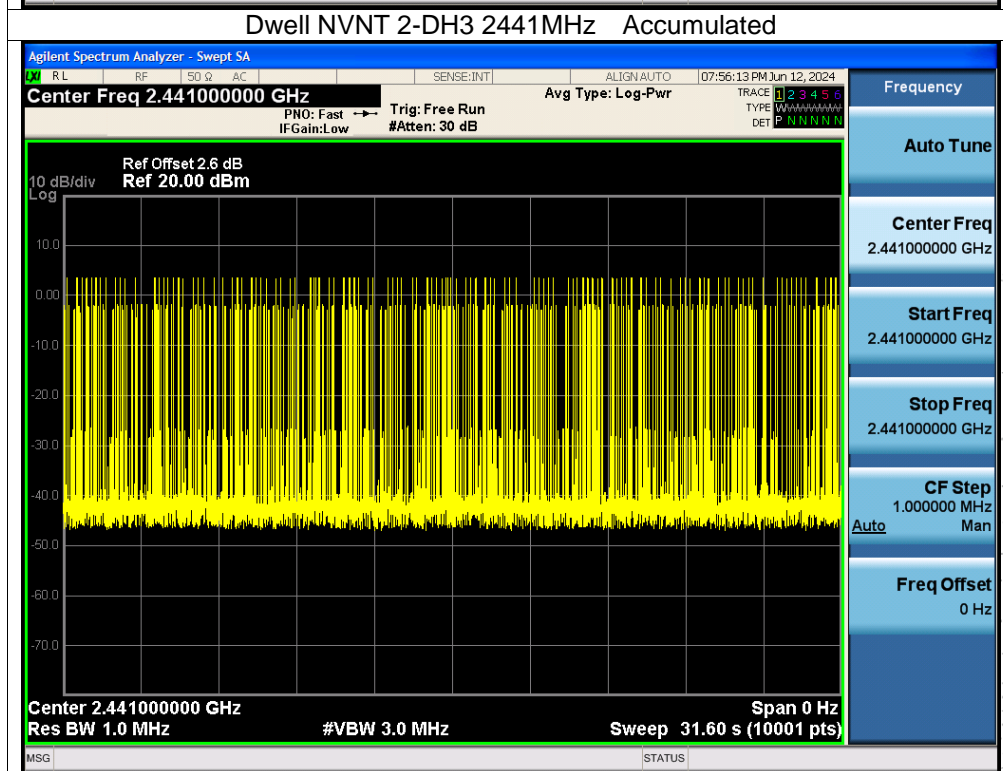 Dwell NVNT 2-DH3 2441MHz Accumulated
Agilent Spectrum Analyzer - Swept SA
LXI RL RF 50 Ω AC SENSE:INT ALIGN AUTO 07:56:13 PM Jun 12, 2024
Center Freq 2.441000000 GHz
PNO: Fast
IFGain:Low
Trig: Free Run
#Atten: 30 dB
Avg Type: Log-Pwr
TRACE 1 2 3 4 5 6
TYPE WWWWWW
DET P N N N N N
Ref Offset 2.6 dB
10 dB/div Ref 20.00 dBm
Log
10.0
0.00
-10.0
-20.0
-30.0
-40.0
-50.0
-60.0
-70.0
Center 2.441000000 GHz Span 0 Hz
Res BW 1.0 MHz #VBW 3.0 MHz Sweep 31.60 s (10001 pts)
MSG STATUS
Frequency
Auto Tune
Center Freq
2.441000000 GHz
Start Freq
2.441000000 GHz
Stop Freq
2.441000000 GHz
CF Step
1.000000 MHz
Auto Man
Freq Offset
0 Hz